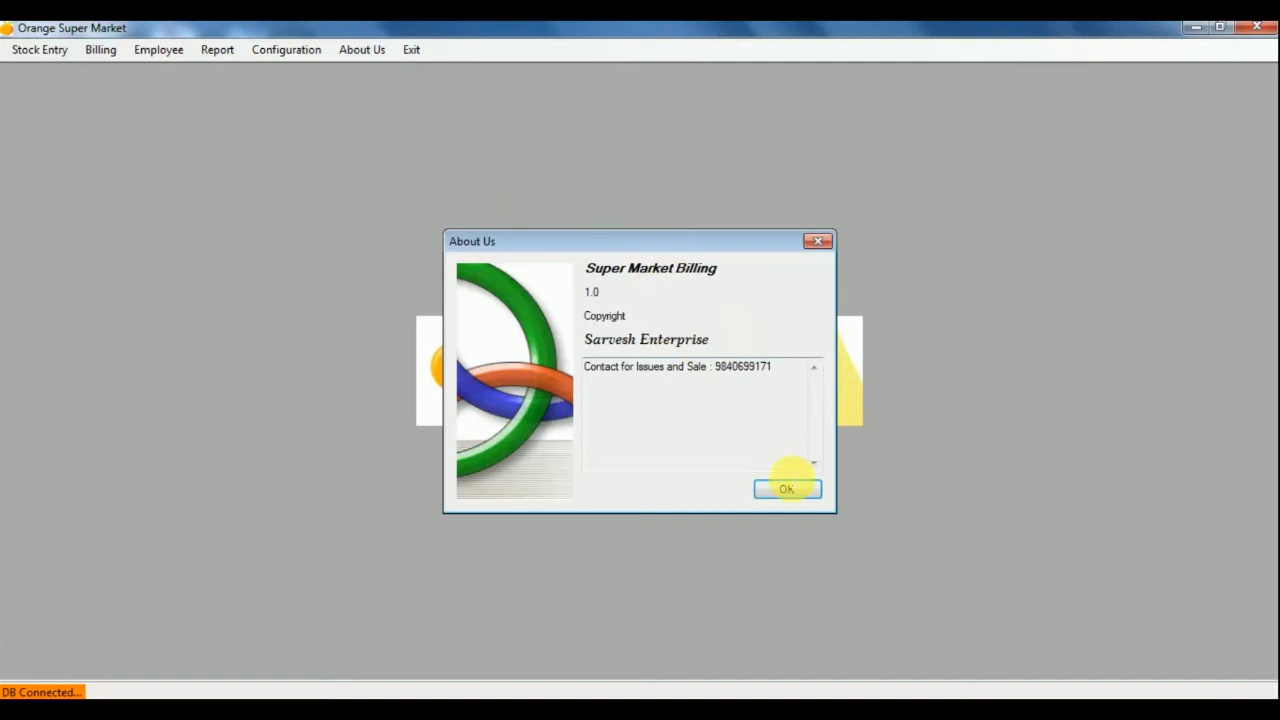 Orange Super Market
Stock Entry Billing Employee Report Configuration About Us Exit
About Us
Super Market Billing
1.0
Copyright
Sarvesh Enterprise
Contact for Issues and Sale : 9840699171
OK
DB Connected...